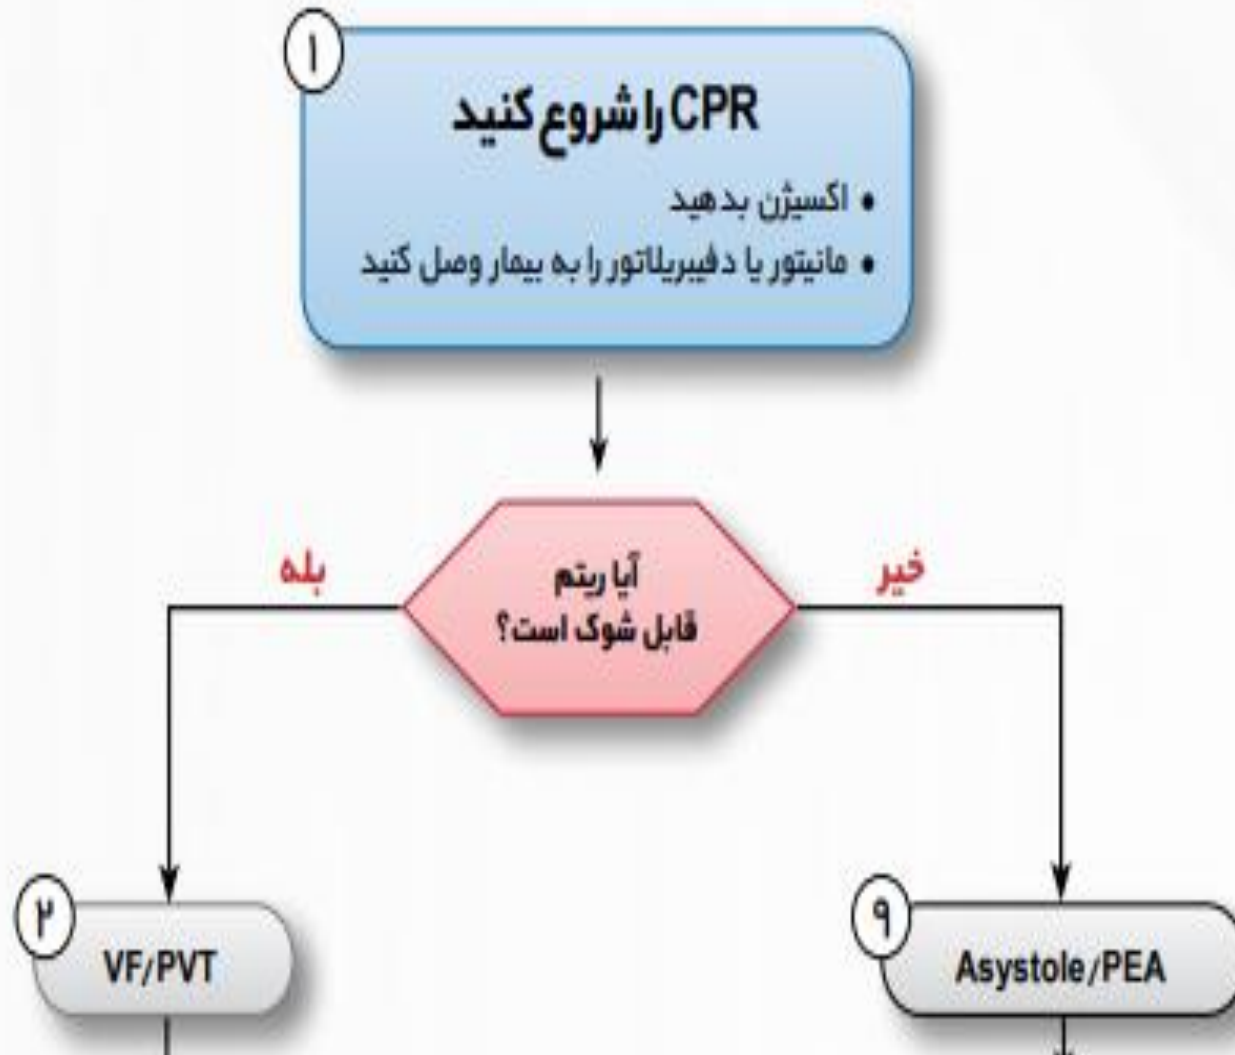 ۱
CPR را شروع کنید
• اکسیژن بدهید
• مانیتور یا دفیبریلاتور را به بیمار وصل کنید
آیا ریتم
قابل شوک است؟
خیر
بله
۹
Asystole/PEA
۲
VF/PVT